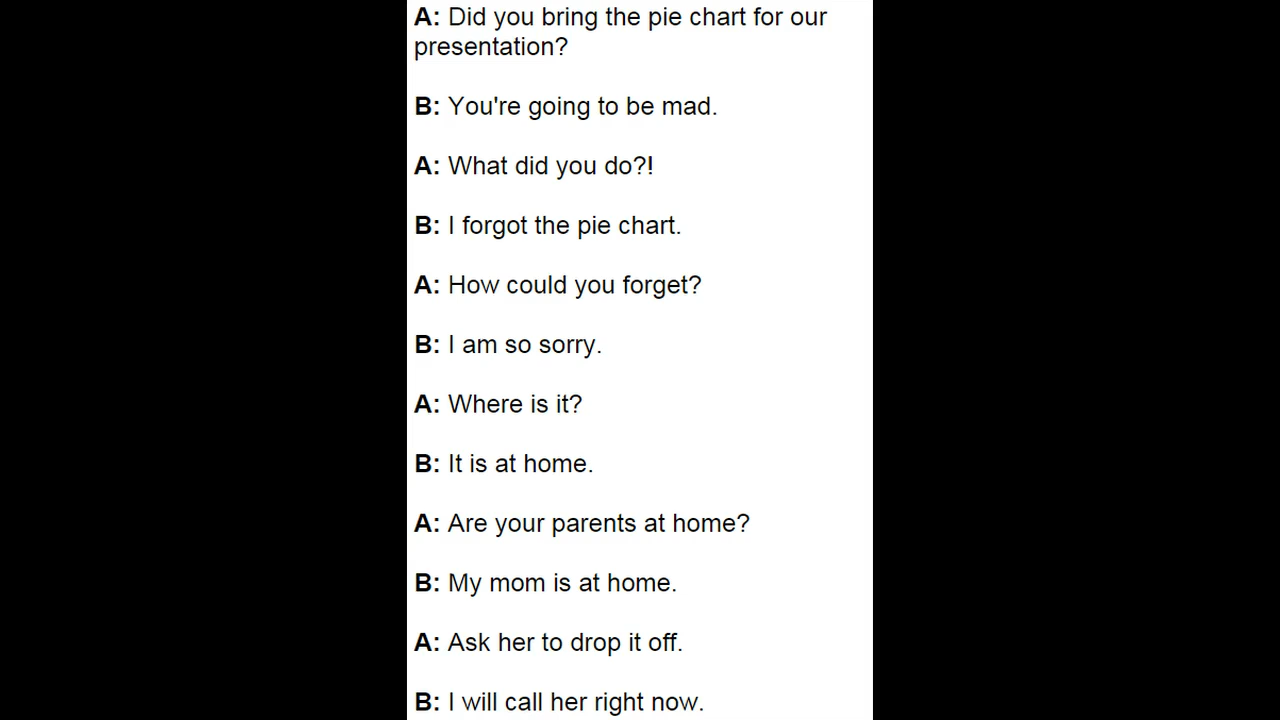 A: Did you bring the pie chart for our
presentation?
B: You're going to be mad.
A: What did you do?!
B: I forgot the pie chart.
A: How could you forget?
B: I am so sorry.
A: Where is it?
B: It is at home.
A: Are your parents at home?
B: My mom is at home.
A: Ask her to drop it off.
B: I will call her right now.